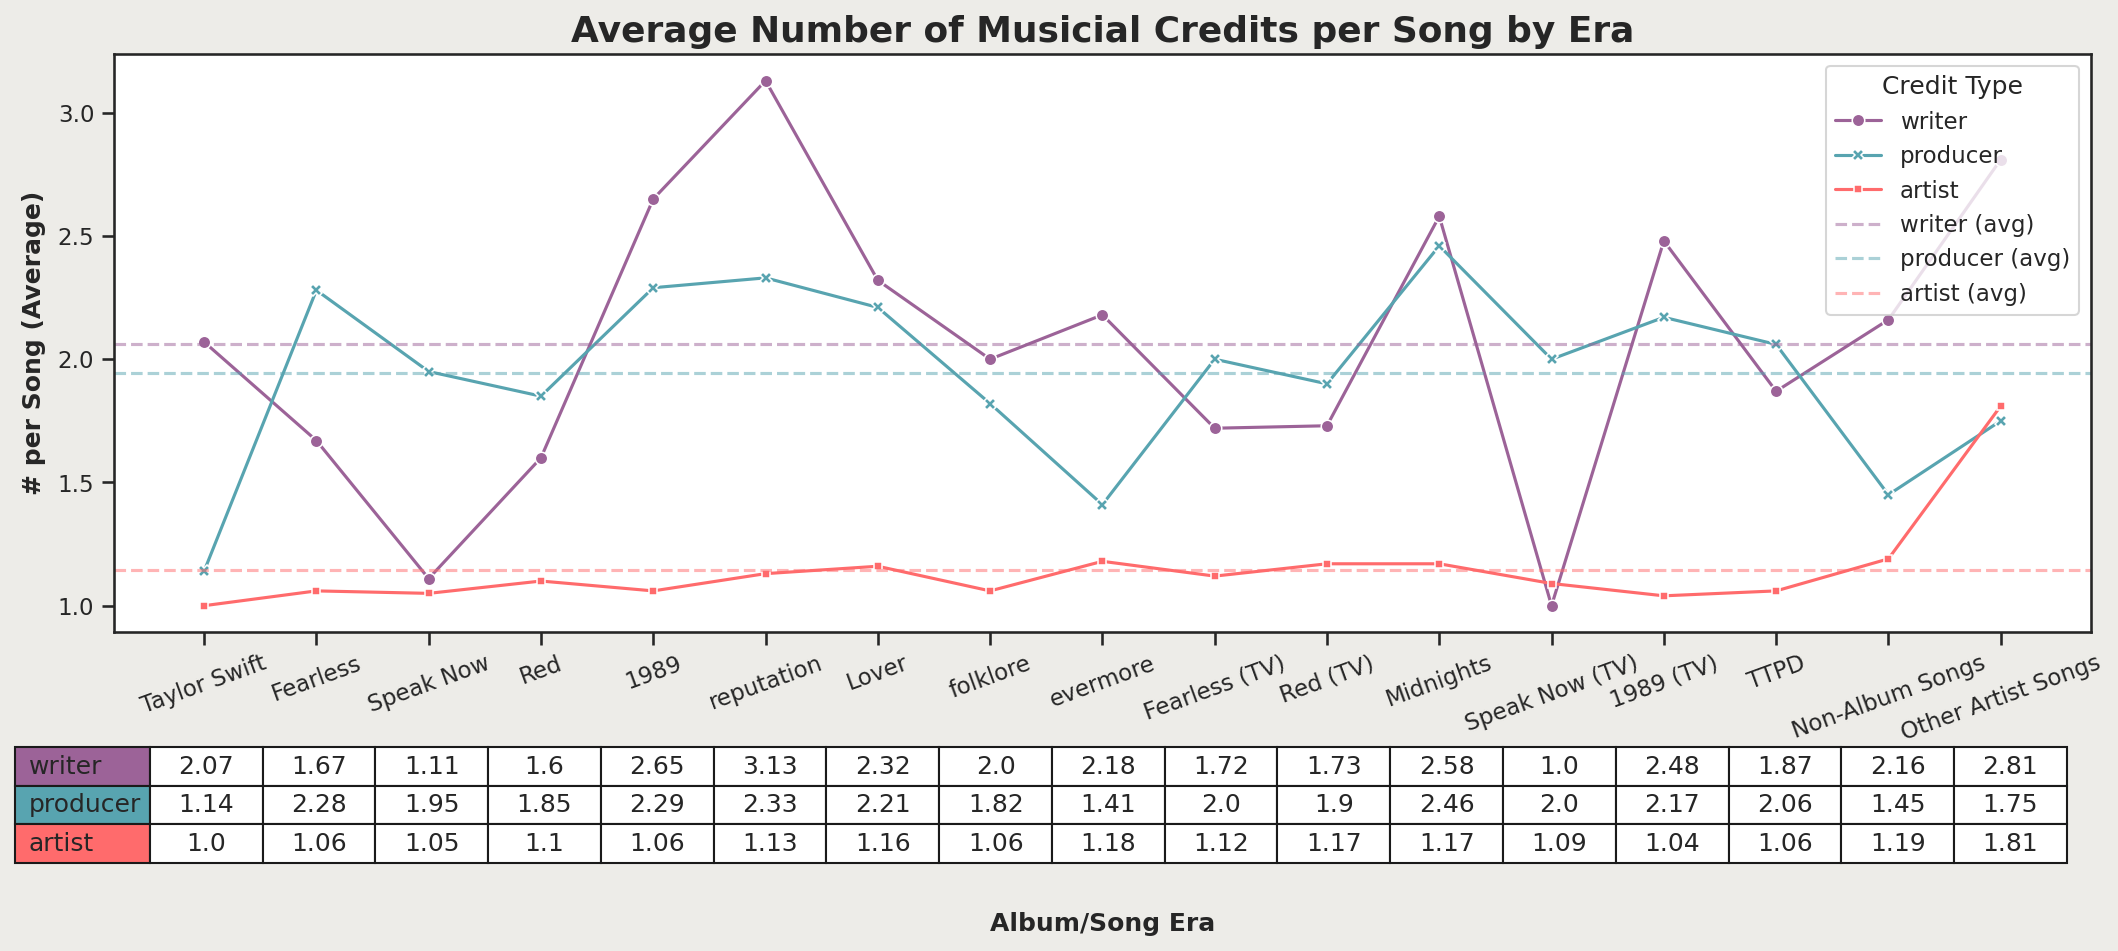 Average Number of Musicial Credits per Song by Era
# per Song (Average)
3.0
2.5
2.0
1.5
1.0
Credit Type
writer
producer
artist
writer (avg)
producer (avg)
artist (avg)
Taylor Swift
Fearless
Speak Now
Red
1989
reputation
Lover
folklore
evermore
Fearless (TV)
Red (TV)
Midnights
Speak Now (TV)
1989 (TV)
TTPD
Non-Album Songs
Other Artist Songs
writer 2.07 1.67 1.11 1.6 2.65 3.13 2.32 2.0 2.18 1.72 1.73 2.58 1.0 2.48 1.87 2.16 2.81
producer 1.14 2.28 1.95 1.85 2.29 2.33 2.21 1.82 1.41 2.0 1.9 2.46 2.0 2.17 2.06 1.45 1.75
artist 1.0 1.06 1.05 1.1 1.06 1.13 1.16 1.06 1.18 1.12 1.17 1.17 1.09 1.04 1.06 1.19 1.81
Album/Song Era